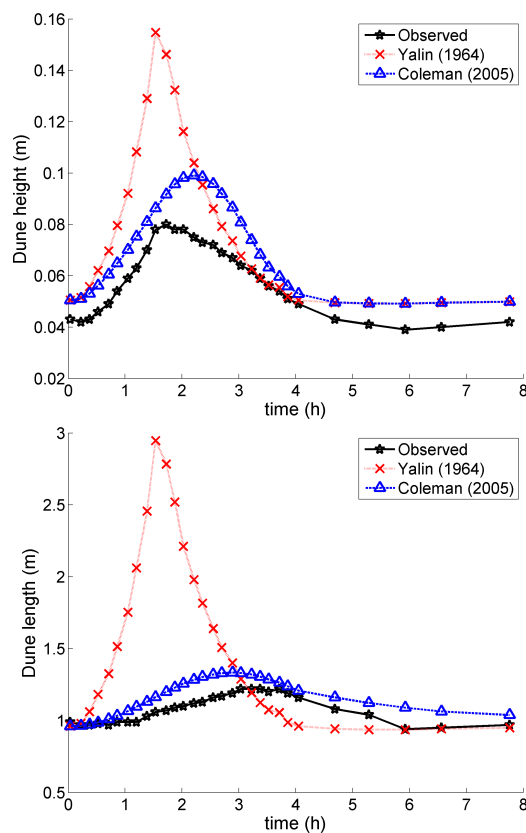 0.16
0.14
0.12
0.1
0.08
0.06
0.04
0.02
Dune height (m)
Observed
Yalin (1964)
Coleman (2005)
0 1 2 3 4 5 6 7 8
time (h)
3
2.5
2
1.5
1
0.5
Dune length (m)
Observed
Yalin (1964)
Coleman (2005)
0 1 2 3 4 5 6 7 8
time (h)